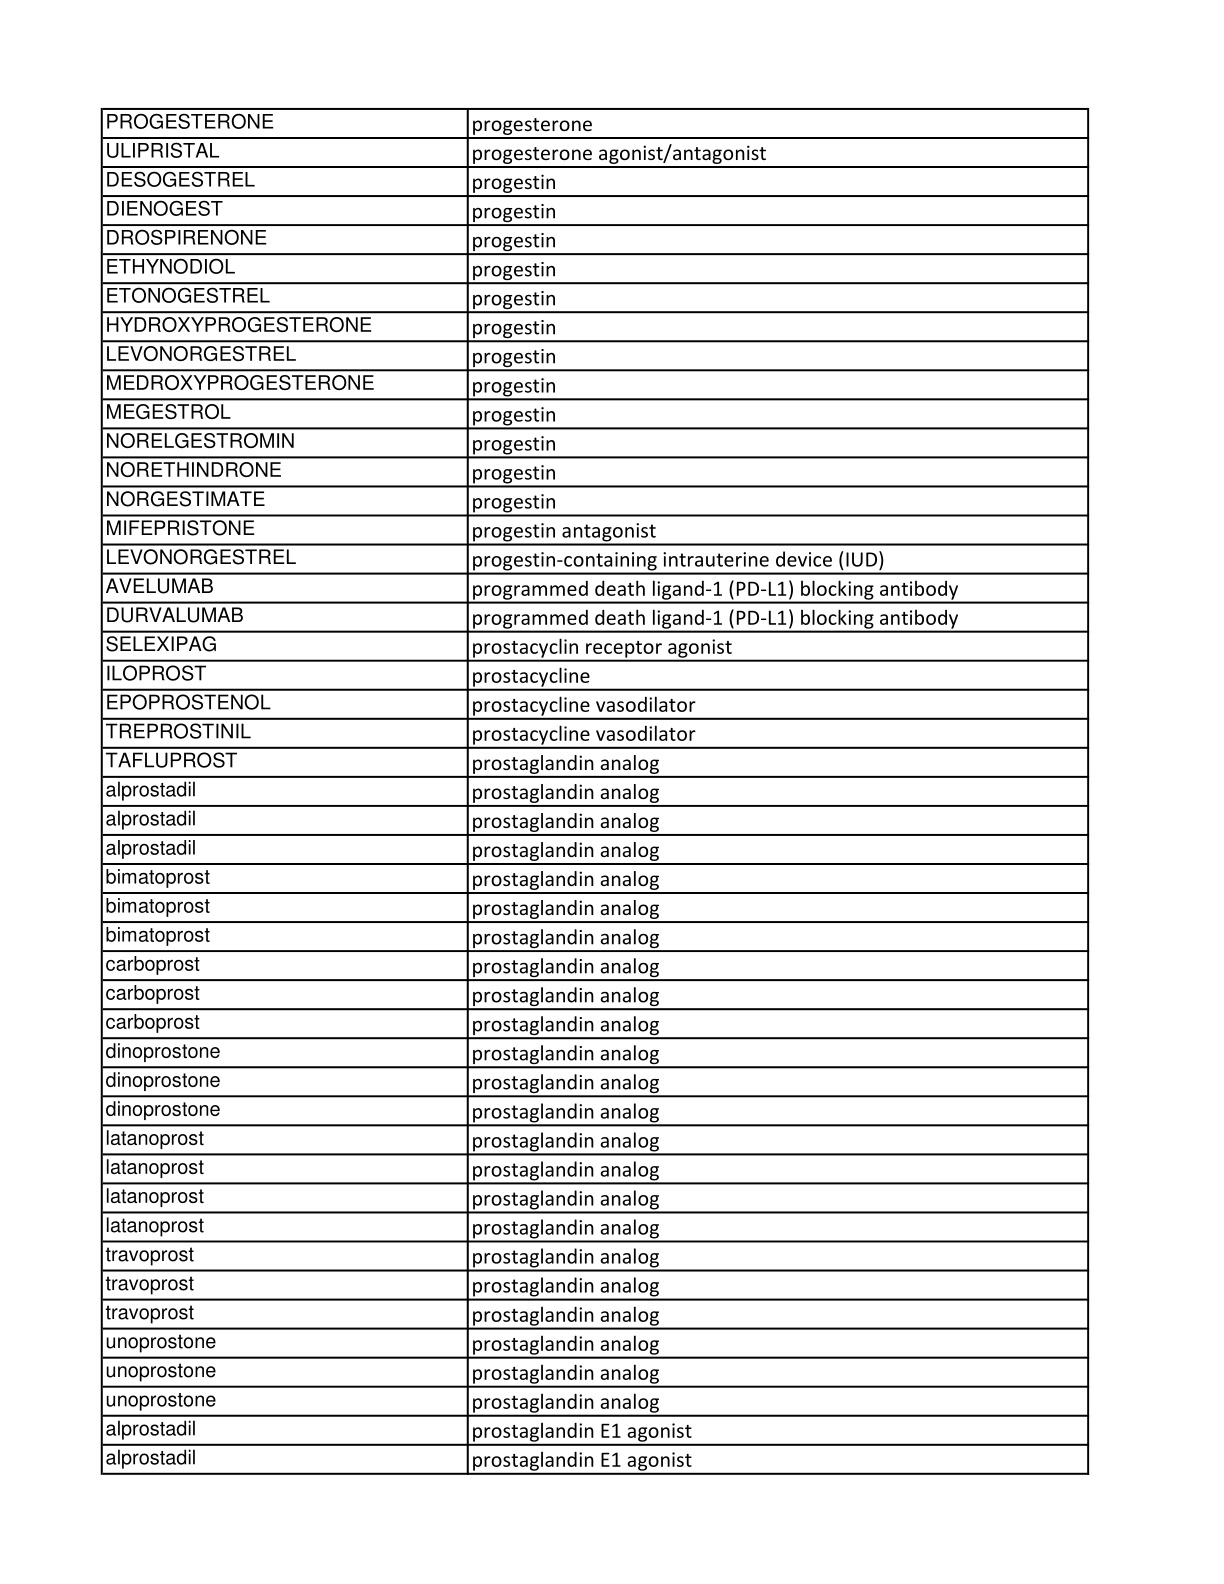 PROGESTERONE progesterone
ULIPRISTAL progesterone agonist/antagonist
DESOGESTREL progestin
DIENOGEST progestin
DROSPIRENONE progestin
ETHYNODIOL progestin
ETONOGESTREL progestin
HYDROXYPROGESTERONE progestin
LEVONORGESTREL progestin
MEDROXYPROGESTERONE progestin
MEGESTROL progestin
NORELGESTROMIN progestin
NORETHINDRONE progestin
NORGESTIMATE progestin
MIFEPRISTONE progestin antagonist
LEVONORGESTREL progestin-containing intrauterine device (IUD)
AVELUMAB programmed death ligand-1 (PD-L1) blocking antibody
DURVALUMAB programmed death ligand-1 (PD-L1) blocking antibody
SELEXIPAG prostacyclin receptor agonist
ILOPROST prostacycline
EPOPROSTENOL prostacycline vasodilator
TREPROSTINIL prostacycline vasodilator
TAFLUPROST prostaglandin analog
alprostadil prostaglandin analog
alprostadil prostaglandin analog
alprostadil prostaglandin analog
bimatoprost prostaglandin analog
bimatoprost prostaglandin analog
bimatoprost prostaglandin analog
carboprost prostaglandin analog
carboprost prostaglandin analog
carboprost prostaglandin analog
dinoprostone prostaglandin analog
dinoprostone prostaglandin analog
dinoprostone prostaglandin analog
latanoprost prostaglandin analog
latanoprost prostaglandin analog
latanoprost prostaglandin analog
latanoprost prostaglandin analog
travoprost prostaglandin analog
travoprost prostaglandin analog
travoprost prostaglandin analog
unoprostone prostaglandin analog
unoprostone prostaglandin analog
unoprostone prostaglandin analog
alprostadil prostaglandin E1 agonist
alprostadil prostaglandin E1 agonist